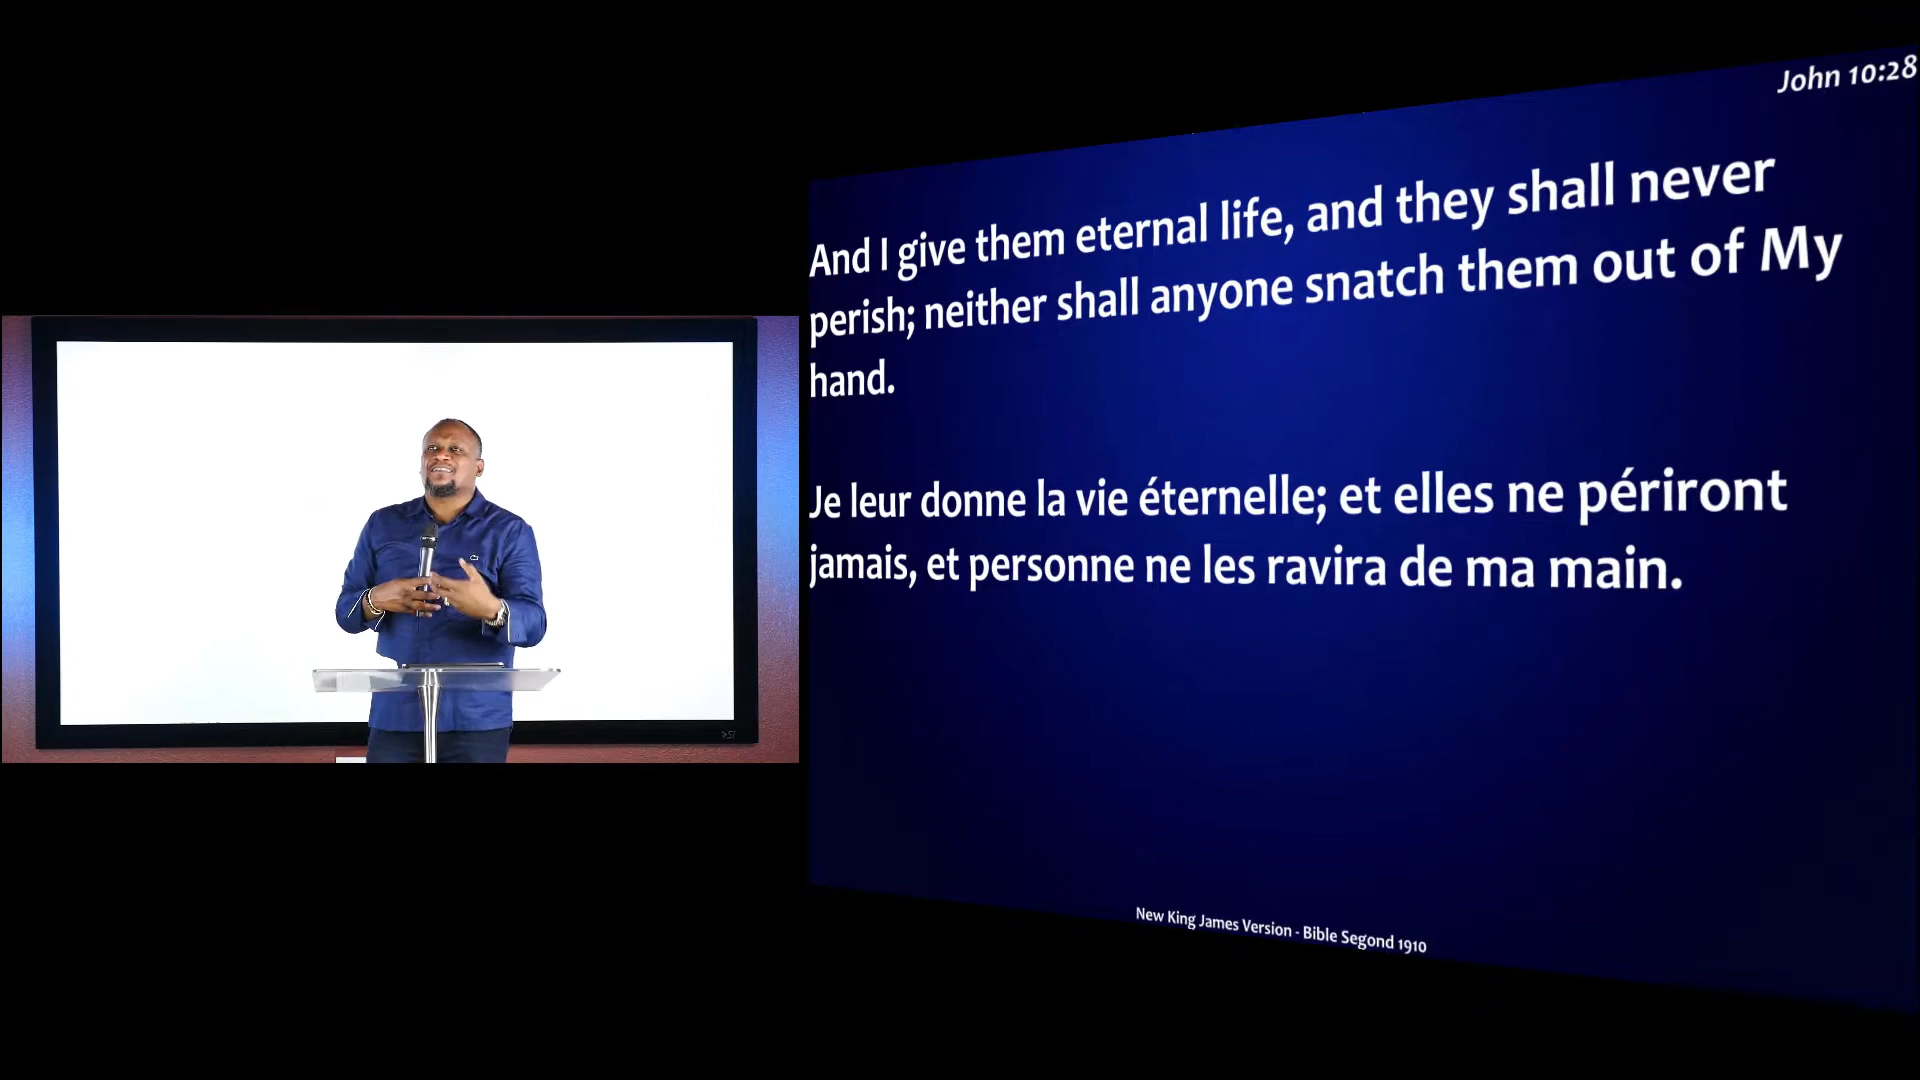 John 10:28
And I give them eternal life, and they shall never
perish; neither shall anyone snatch them out of My
hand.
Je leur donne la vie éternelle; et elles ne périront
jamais, et personne ne les ravira de ma main.
New King James Version - Bible Segond 1910